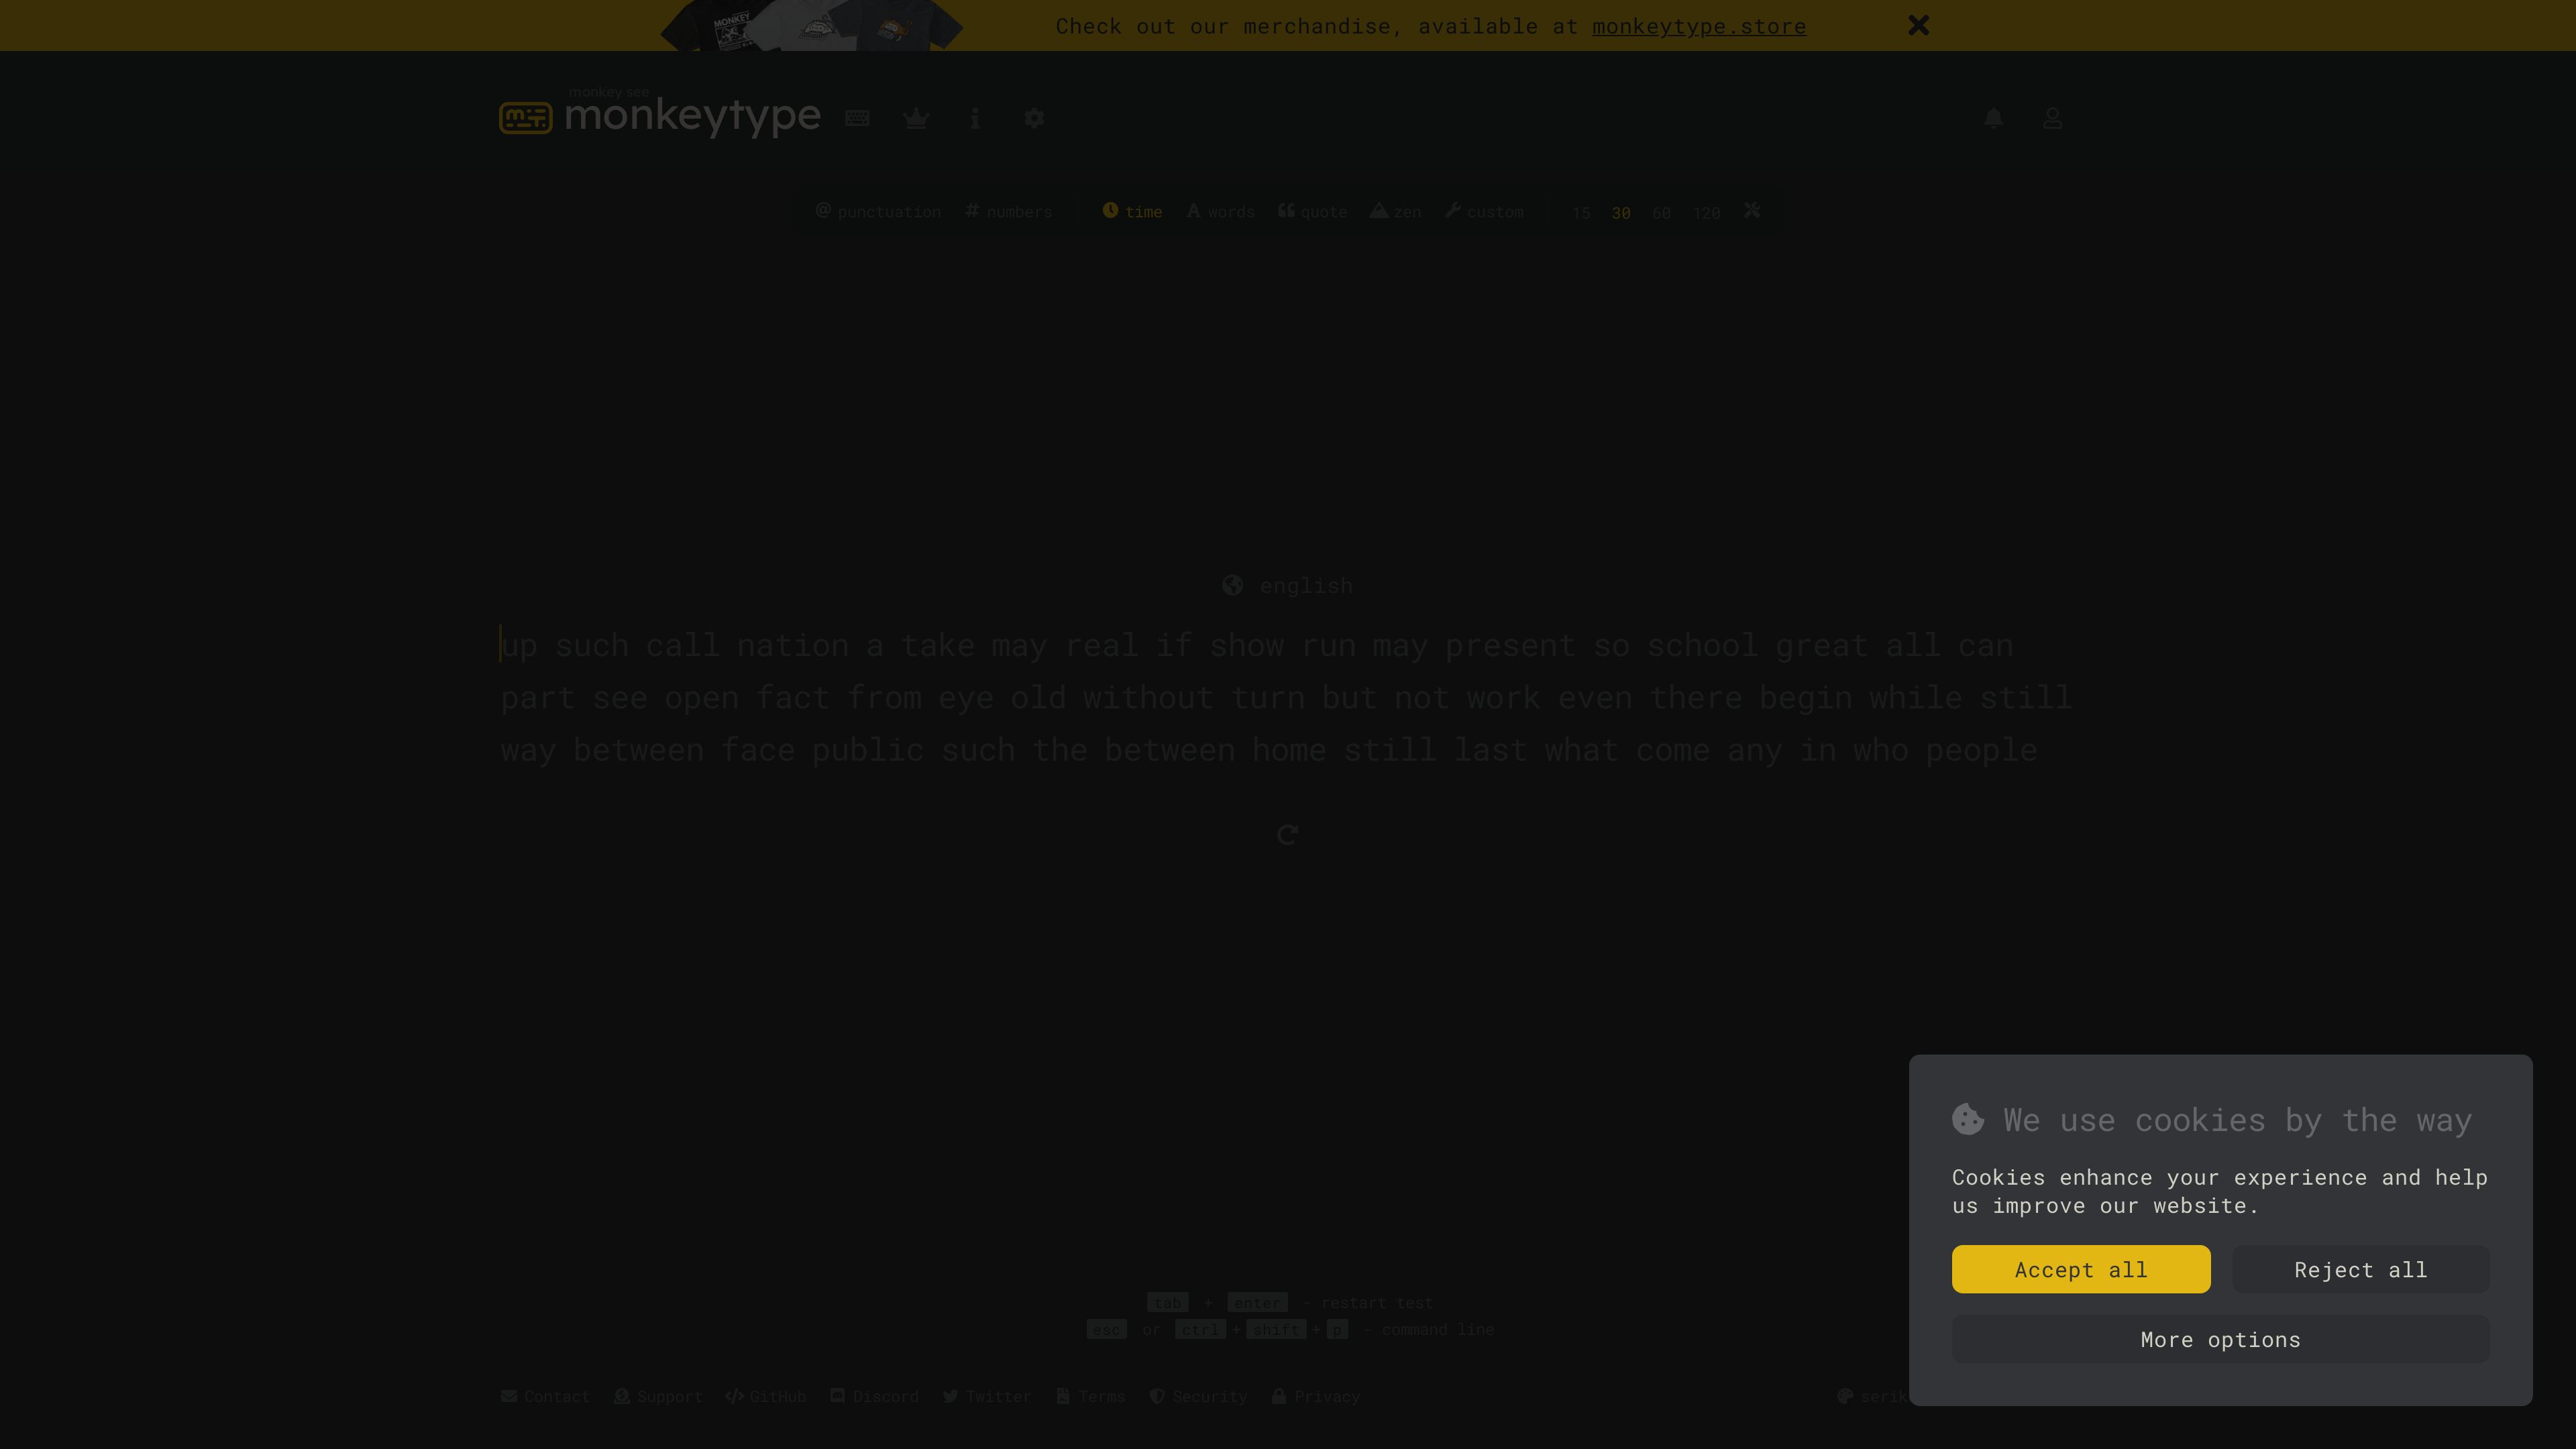 MONKEY
Check out our merchandise, available at monkeytype.store
monkey see
monkeytype
punctuation numbers time words quote zen custom 15 30 60 120
english
up such call nation a take may real if show run may present so school great all can
part see open fact from eye old without turn but not work even there begin while still
way between face public such the between home still last what come any in who people
tab + enter - restart test
esc or ctrl + shift + p - command line
Contact Support GitHub Discord Twitter Terms Security Privacy serik
We use cookies by the way
Cookies enhance your experience and help
us improve our website.
Accept all Reject all
More options